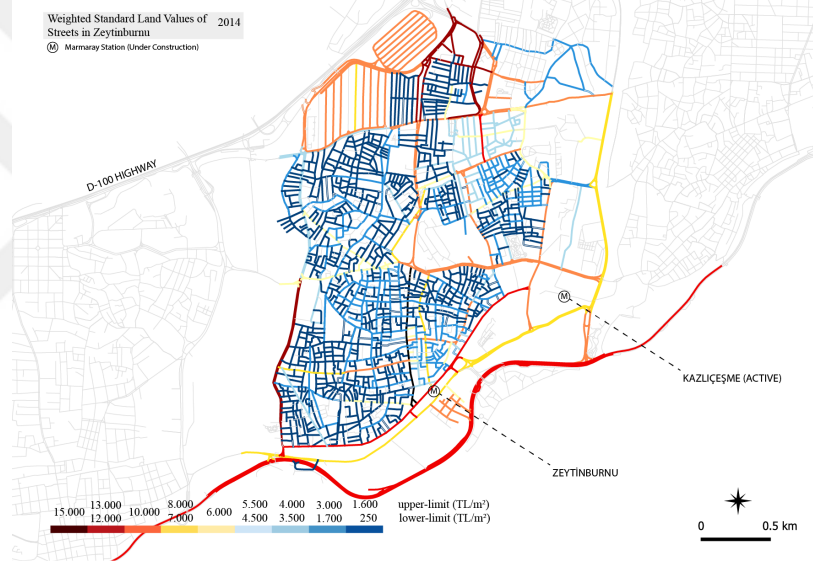 Weighted Standard Land Values of
Streets in Zeytinburnu
2014
M Marmaray Station (Under Construction)
D-100 HIGHWAY
M
KAZLIÇEŞME (ACTIVE)
M
ZEYTİNBURNU
15.000 13.000 10.000 8.000 6.000 5.500 4.000 3.000 1.600 upper-limit (TL/m²)
12.000 7.000 4.500 3.500 1.700 250 lower-limit (TL/m²)
0 0.5 km